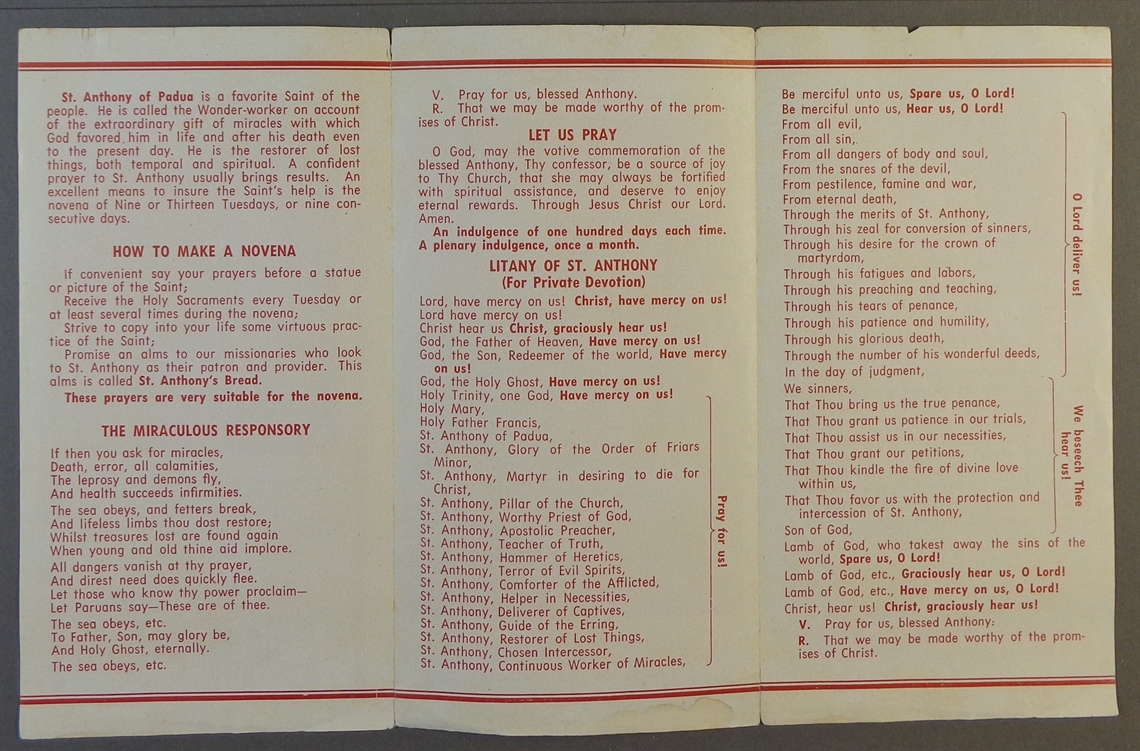 St. Anthony of Padua is a favorite Saint of the
people. He is called the Wonder-worker on account
of the extraordinary gift of miracles with which
God favored him in life and after his death even
to the present day. He is the restorer of lost
things, both temporal and spiritual. A confident
prayer to St. Anthony usually brings results. An
excellent means to insure the Saint's help is the
novena of Nine or Thirteen Tuesdays, or nine con-
secutive days.
HOW TO MAKE A NOVENA
If convenient say your prayers before a statue
or picture of the Saint;
Receive the Holy Sacraments every Tuesday or
at least several times during the novena;
Strive to copy into your life some virtuous prac-
tice of the Saint;
Promise an alms to our missionaries who look
to St. Anthony as their patron and provider. This
alms is called St. Anthony's Bread.
These prayers are very suitable for the novena.
THE MIRACULOUS RESPONSORY
If then you ask for miracles,
Death, error, all calamities,
The leprosy and demons fly,
And health succeeds infirmities.
The sea obeys, and fetters break,
And lifeless limbs thou dost restore;
Whilst treasures lost are found again
When young and old thine aid implore.
All dangers vanish at thy prayer,
And direst need does quickly flee.
Let those who know thy power proclaim—
Let Paruans say—These are of thee.
The sea obeys, etc.
To Father, Son, may glory be,
And Holy Ghost, eternally.
The sea obeys, etc.
V. Pray for us, blessed Anthony.
R. That we may be made worthy of the prom-
ises of Christ.
LET US PRAY
O God, may the votive commemoration of the
blessed Anthony, Thy confessor, be a source of joy
to Thy Church, that she may always be fortified
with spiritual assistance, and deserve to enjoy
eternal rewards. Through Jesus Christ our Lord.
Amen.
An indulgence of one hundred days each time.
A plenary indulgence, once a month.
LITANY OF ST. ANTHONY
(For Private Devotion)
Lord, have mercy on us! Christ, have mercy on us!
Lord have mercy on us!
Christ hear us Christ, graciously hear us!
God, the Father of Heaven, Have mercy on us!
God, the Son, Redeemer of the world, Have mercy
on us!
God, the Holy Ghost, Have mercy on us!
Holy Trinity, one God, Have mercy on us!
Holy Mary,
Holy Father Francis,
St. Anthony of Padua,
St. Anthony, Glory of the Order of Friars
Minor,
St. Anthony, Martyr in desiring to die for
Christ,
St. Anthony, Pillar of the Church,
St. Anthony, Worthy Priest of God,
St. Anthony, Apostolic Preacher,
St. Anthony, Teacher of Truth,
St. Anthony, Hammer of Heretics,
St. Anthony, Terror of Evil Spirits,
St. Anthony, Comforter of the Afflicted,
St. Anthony, Helper in Necessities,
St. Anthony, Deliverer of Captives,
St. Anthony, Guide of the Erring,
St. Anthony, Restorer of Lost Things,
St. Anthony, Chosen Intercessor,
St. Anthony, Continuous Worker of Miracles,
Pray for us!
Be merciful unto us, Spare us, O Lord!
Be merciful unto us, Hear us, O Lord!
From all evil,
From all sin,
From all dangers of body and soul,
From the snares of the devil,
From pestilence, famine and war,
From eternal death,
Through the merits of St. Anthony,
Through his zeal for conversion of sinners,
Through his desire for the crown of
martyrdom,
Through his fatigues and labors,
Through his preaching and teaching,
Through his tears of penance,
Through his patience and humility,
Through his glorious death,
Through the number of his wonderful deeds,
In the day of judgment,
O Lord deliver us!
We sinners,
That Thou bring us the true penance,
That Thou grant us patience in our trials,
That Thou assist us in our necessities,
That Thou grant our petitions,
That Thou kindle the fire of divine love
within us,
That Thou favor us with the protection and
intercession of St. Anthony,
Son of God,
We beseech Thee
hear us!
Lamb of God, who takest away the sins of the
world, Spare us, O Lord!
Lamb of God, etc., Graciously hear us, O Lord!
Lamb of God, etc., Have mercy on us, O Lord!
Christ, hear us! Christ, graciously hear us!
V. Pray for us, blessed Anthony:
R. That we may be made worthy of the prom-
ises of Christ.